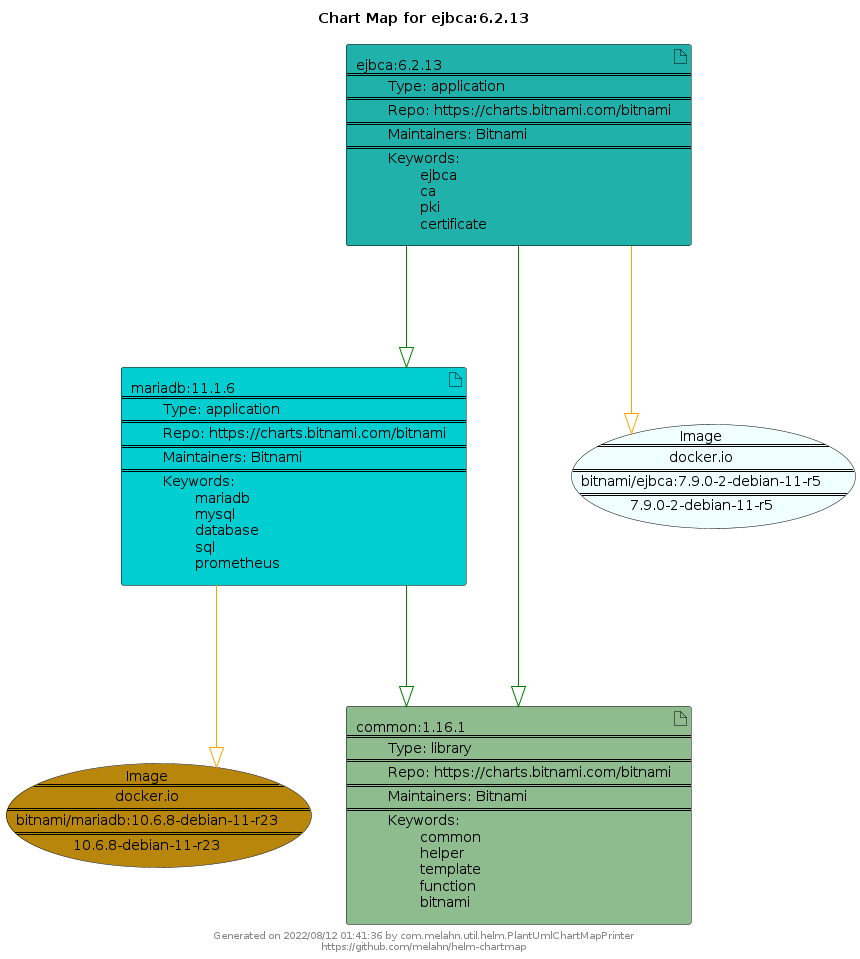 Chart Map for ejbca:6.2.13
ejbca:6.2.13
Type: application
Repo: https://charts.bitnami.com/bitnami
Maintainers: Bitnami
Keywords:
ejbca
ca
pki
certificate
mariadb:11.1.6
Type: application
Repo: https://charts.bitnami.com/bitnami
Maintainers: Bitnami
Keywords:
mariadb
mysql
database
sql
prometheus
Image
docker.io
bitnami/ejbca:7.9.0-2-debian-11-r5
7.9.0-2-debian-11-r5
Image
docker.io
bitnami/mariadb:10.6.8-debian-11-r23
10.6.8-debian-11-r23
common:1.16.1
Type: library
Repo: https://charts.bitnami.com/bitnami
Maintainers: Bitnami
Keywords:
common
helper
template
function
bitnami
Generated on 2022/08/12 01:41:36 by com.melahn.util.helm.PlantUmlChartMapPrinter
https://github.com/melahn/helm-chartmap